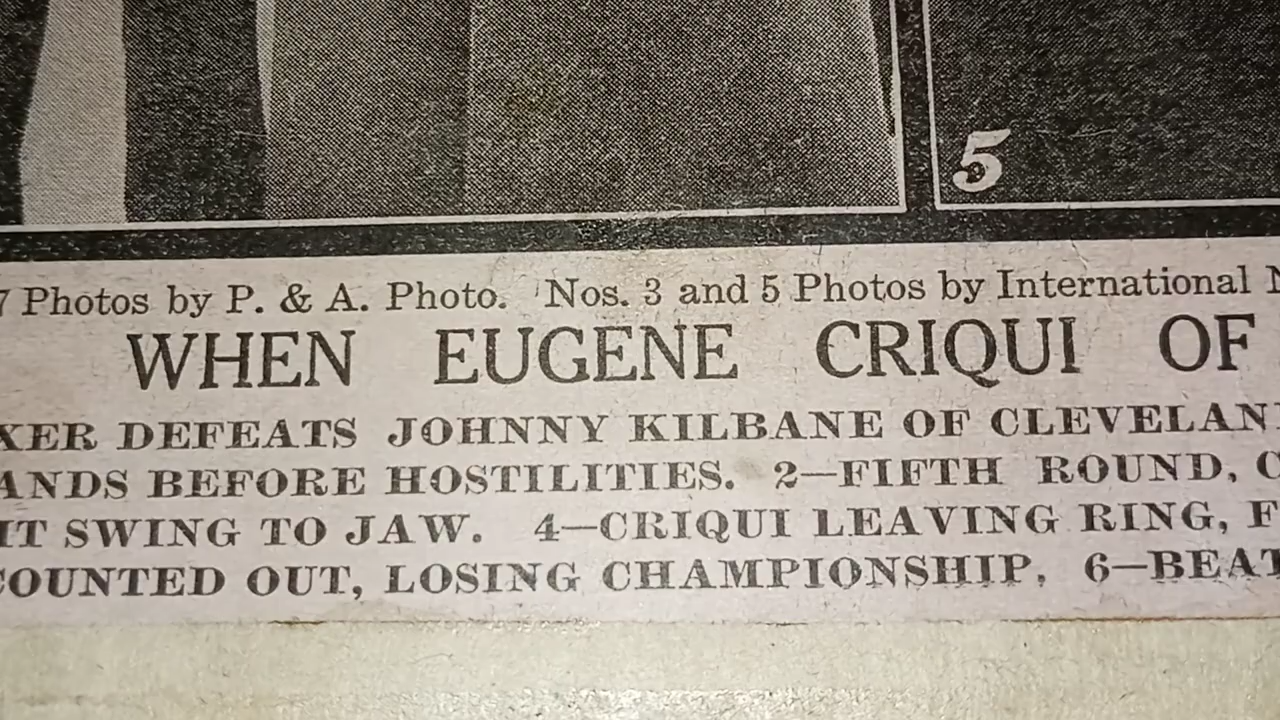 5
7 Photos by P. & A. Photo. Nos. 3 and 5 Photos by International
WHEN EUGENE CRIQUI OF
XER DEFEATS JOHNNY KILBANE OF CLEVELAN
ANDS BEFORE HOSTILITIES. 2—FIFTH ROUND, C
IT SWING TO JAW. 4—CRIQUI LEAVING RING, F
COUNTED OUT, LOSING CHAMPIONSHIP. 6—BEAT